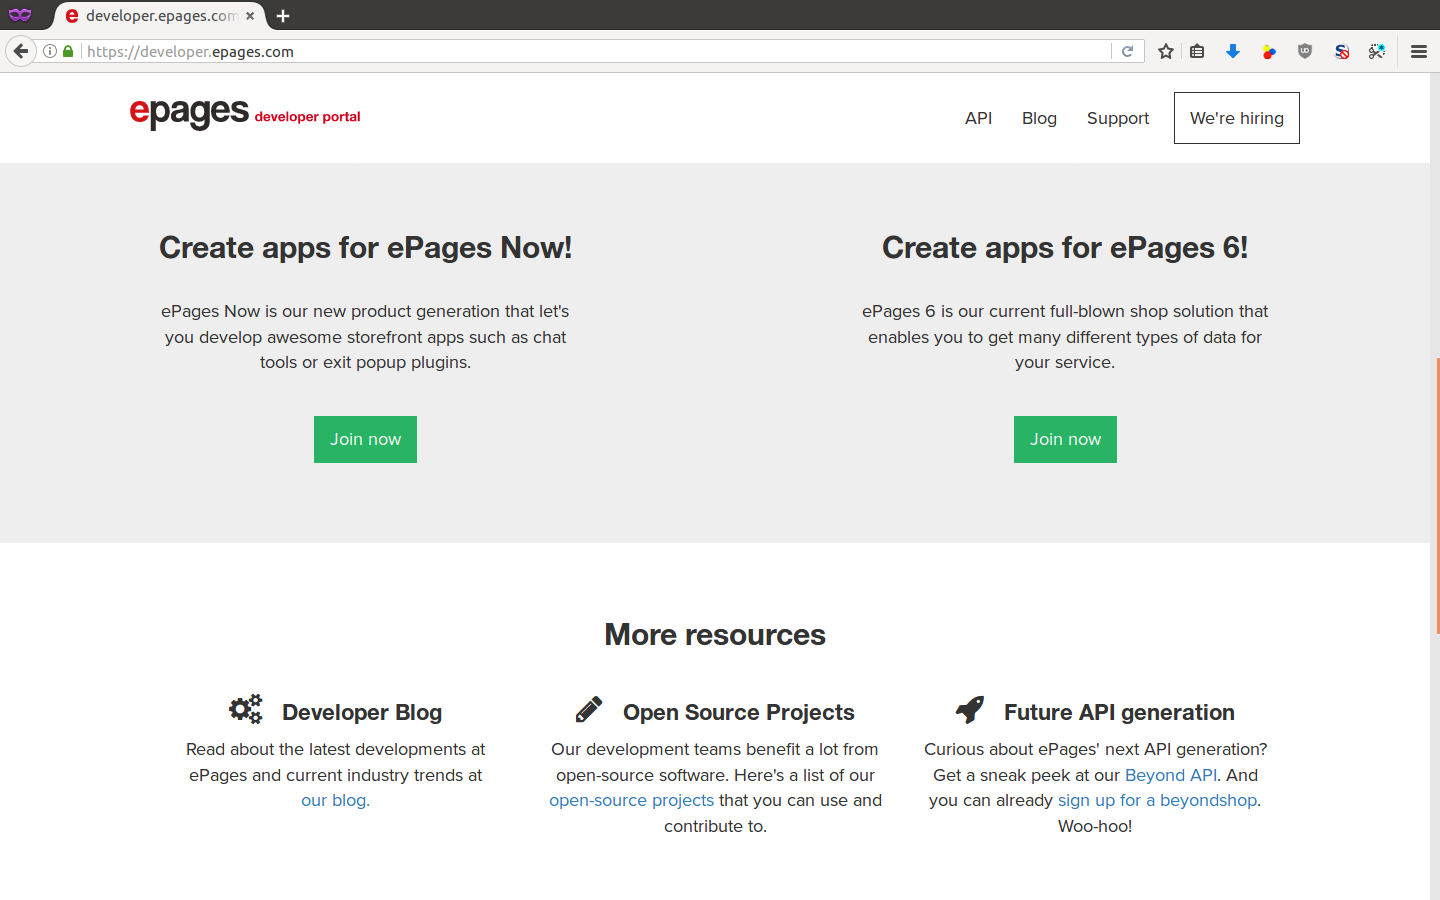 developer.epages.com
https://developer.epages.com
epages developer portal
API
Blog
Support
We're hiring
Create apps for ePages Now!
ePages Now is our new product generation that let's
you develop awesome storefront apps such as chat
tools or exit popup plugins.
Join now
Create apps for ePages 6!
ePages 6 is our current full-blown shop solution that
enables you to get many different types of data for
your service.
Join now
More resources
Developer Blog
Read about the latest developments at
ePages and current industry trends at
our blog.
Open Source Projects
Our development teams benefit a lot from
open-source software. Here's a list of our
open-source projects that you can use and
contribute to.
Future API generation
Curious about ePages' next API generation?
Get a sneak peek at our Beyond API. And
you can already sign up for a beyondshop.
Woo-hoo!